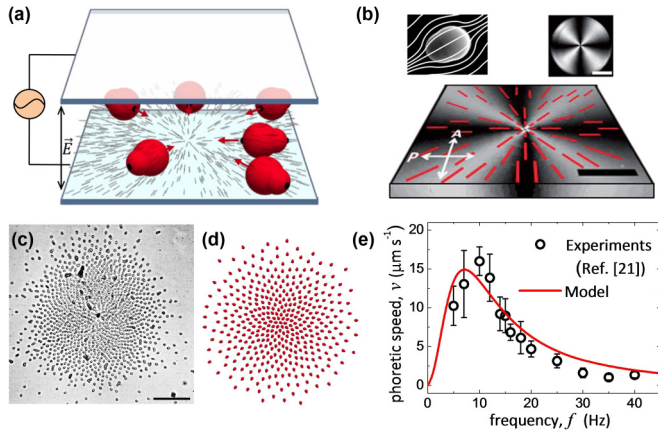 (a)
E
(b)
P
A
(c)
(d)
(e)
phoretic speed, v (μm s⁻¹)
20
15
10
5
0
Experiments
(Ref. [21])
Model
0 10 20 30 40
frequency, f (Hz)